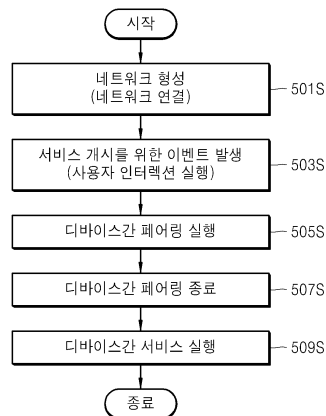 시작
네트워크 형성
(네트워크 연결)
501S
서비스 개시를 위한 이벤트 발생
(사용자 인터렉션 실행)
503S
디바이스간 페어링 실행
505S
디바이스간 페어링 종료
507S
디바이스간 서비스 실행
509S
종료